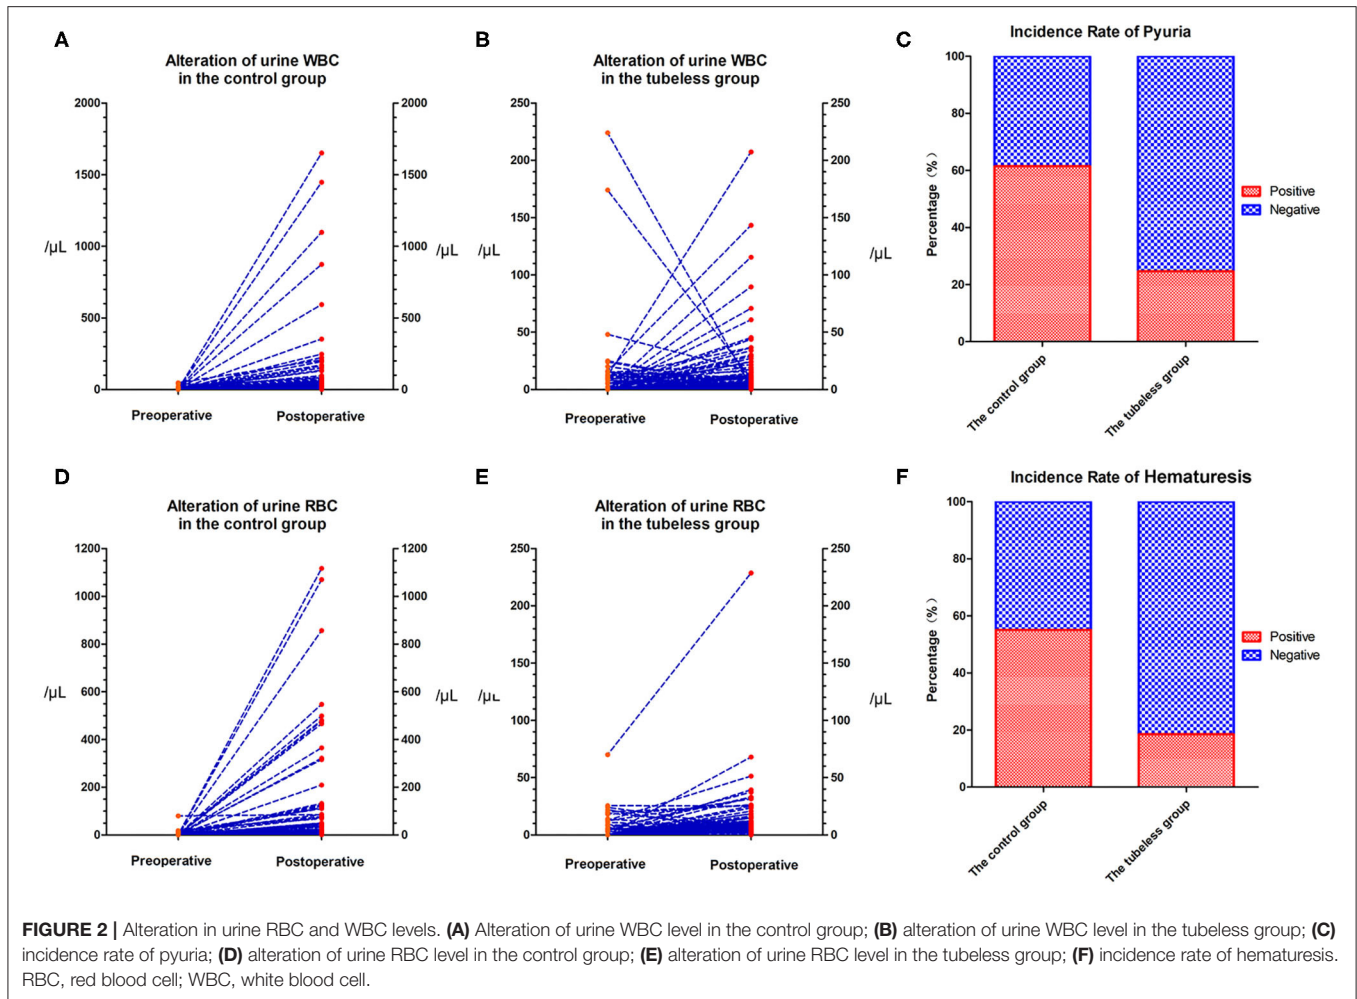 A
Alteration of urine WBC
in the control group
2000
2000
1500
1500
/µL
1000
1000
/µL
500
500
0
0
Preoperative
Postoperative
B
Alteration of urine WBC
in the tubeless group
250
250
200
200
150
150
/µL
/µL
100
100
50
50
0
0
Preoperative
Postoperative
C
Incidence Rate of Pyuria
100
80
60
40
20
0
Percentage (%)
Positive
Negative
The control group
The tubeless group
D
Alteration of urine RBC
in the control group
1200
1200
1000
1000
800
800
/µL
600
600
/µL
400
400
200
200
0
0
Preoperative
Postoperative
E
Alteration of urine RBC
in the tubeless group
250
250
200
200
150
150
/µL
/µL
100
100
50
50
0
0
Preoperative
Postoperative
F
Incidence Rate of Hematuresis
100
80
60
40
20
0
Percentage (%)
Positive
Negative
The control group
The tubeless group
FIGURE 2 | Alteration in urine RBC and WBC levels. (A) Alteration of urine WBC level in the control group; (B) alteration of urine WBC level in the tubeless group; (C)
incidence rate of pyuria; (D) alteration of urine RBC level in the control group; (E) alteration of urine RBC level in the tubeless group; (F) incidence rate of hematuresis.
RBC, red blood cell; WBC, white blood cell.